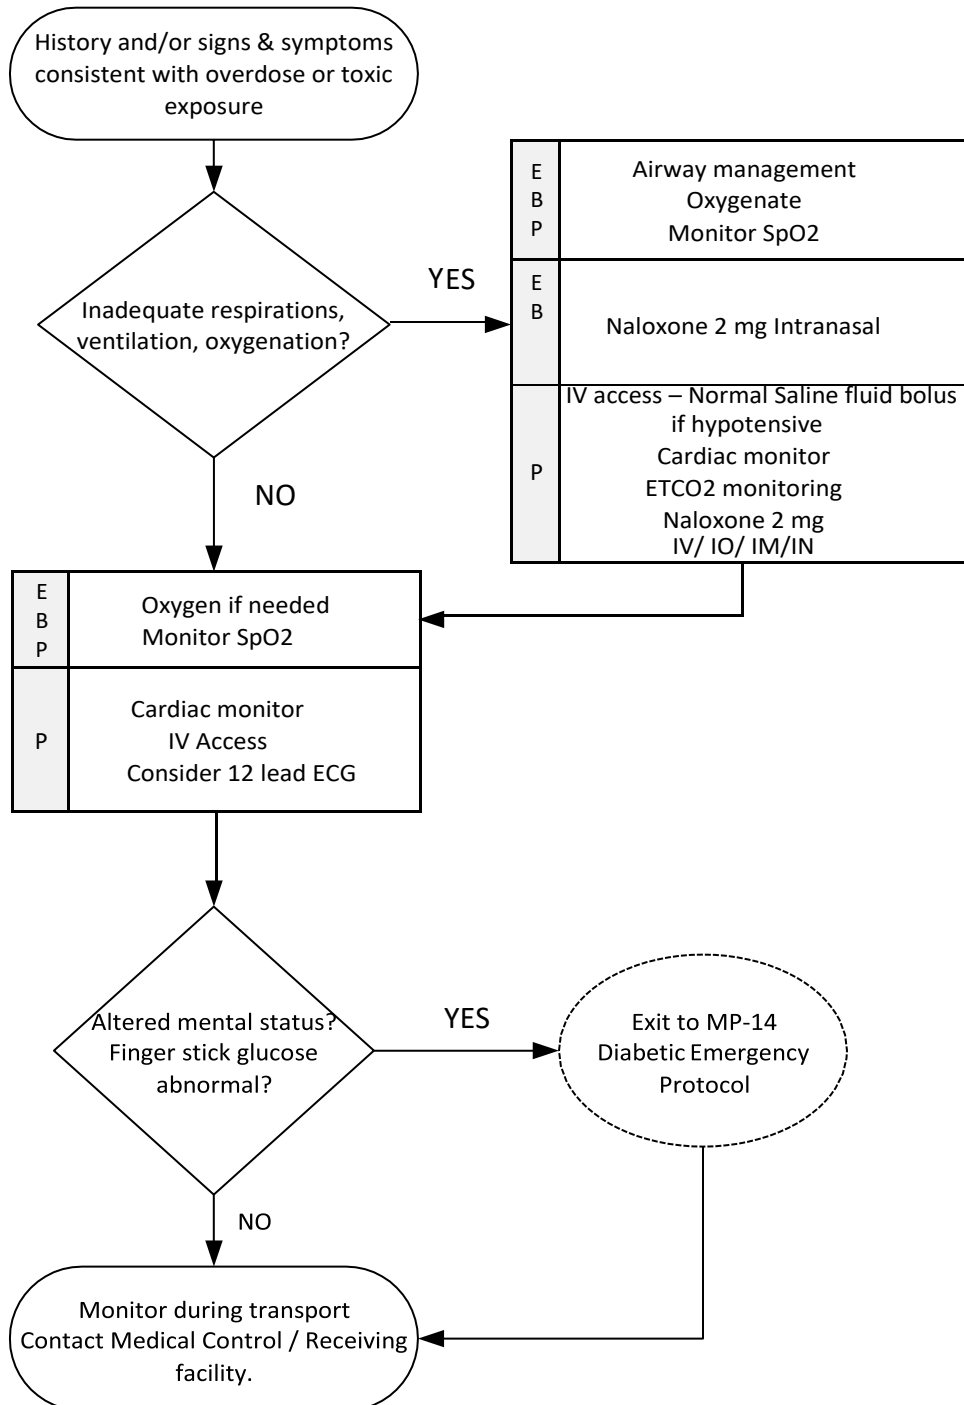 History and/or signs & symptoms
consistent with overdose or toxic
exposure
Inadequate respirations,
ventilation, oxygenation?
YES
E
B
P
Airway management
Oxygenate
Monitor SpO2
E
B
Naloxone 2 mg Intranasal
P
IV access – Normal Saline fluid bolus
if hypotensive
Cardiac monitor
ETCO2 monitoring
Naloxone 2 mg
IV/ IO/ IM/IN
NO
E
B
P
Oxygen if needed
Monitor SpO2
P
Cardiac monitor
IV Access
Consider 12 lead ECG
Altered mental status?
Finger stick glucose
abnormal?
YES
Exit to MP-14
Diabetic Emergency
Protocol
NO
Monitor during transport
Contact Medical Control / Receiving
facility.